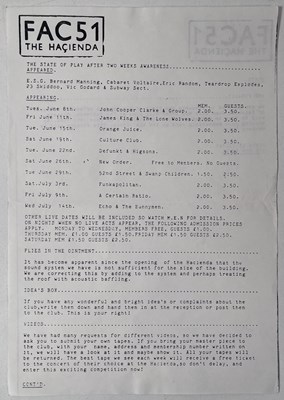 FAC51
THE HAÇIENDA
THE STATE OF PLAY AFTER TWO WEEKS AWARENESS
APPEARED.
E.S.G. Bernard Manning, Cabaret Voltaire, Eric Random, Teardrop Explodes,
23 Skiddoo, Vic Godard & Subway Sect.
APPEARING. MEM. GUESTS.
Tues. June 8th. John Cooper Clarke & Group. 2.00. 3.50.
Fri June 11th. James King & The Lone Wolves. 2.00. 3.50.
Tue. June 15th. Orange Juice. 2.00. 3.50.
Sat June 19th. Culture Club. 2.00. 3.00.
Tue. June 22nd. Defunkt & Higsons. 2.00. 3.50.
Sat June 26th. New Order. Free to Members. No Guests.
Tue June 29th. 52nd Street & Swamp Children. 1.50. 2.50.
Sat.July 3rd. Funkapolitan. 2.00. 3.50.
Fri July 9th. A Certain Ratio. 2.00. 3.50.
Wed July 14th. Echo & The Bunnymen. 2.00. 3.50.
OTHER LIVE DATES WILL BE INCLUDED SO WATCH M.E.N FOR DETAILS.
ON NIGHTS WHEN NO LIVE ACTS APPEAR, THE FOLLOWING ADMISSION PRICES
APPLY. MONDAY TO WEDNESDAY, MEMBERS FREE, GUESTS £1.00.
THURSDAY MEM. £1.00 GUESTS £1.50.FRIDAY MEM £1.50 GUESTS £2.00.
SATURDAY MEM £1.50 GUESTS £2.50.
FLIES IN THE OINTMENT.
It has become apparent since the opening of the Hacienda that the
sound system we have is not sufficient for the size of the building.
We are correcting this by adding to the system and perhaps treating
the roof with acoustic baffling.
IDEA'S BOX.
If you have any wonderful and bright idea's or complaints about the
club,write them down and hand them in at the reception or post them
to the club. (This is your right)
VIDEOS.
We have had many requests for different videos, so we have decided to
ask you to submit your own tapes. If you bring your master piece to
the club, with your name, address and membership number written on
it, we will have a look at it and maybe show it. All your tapes will
be returned. The best tape we see each week will receive a free ticket
to the concert of their choice at the Hacienda,so don't delay, and
enter this exciting competition now!
CONT'D.